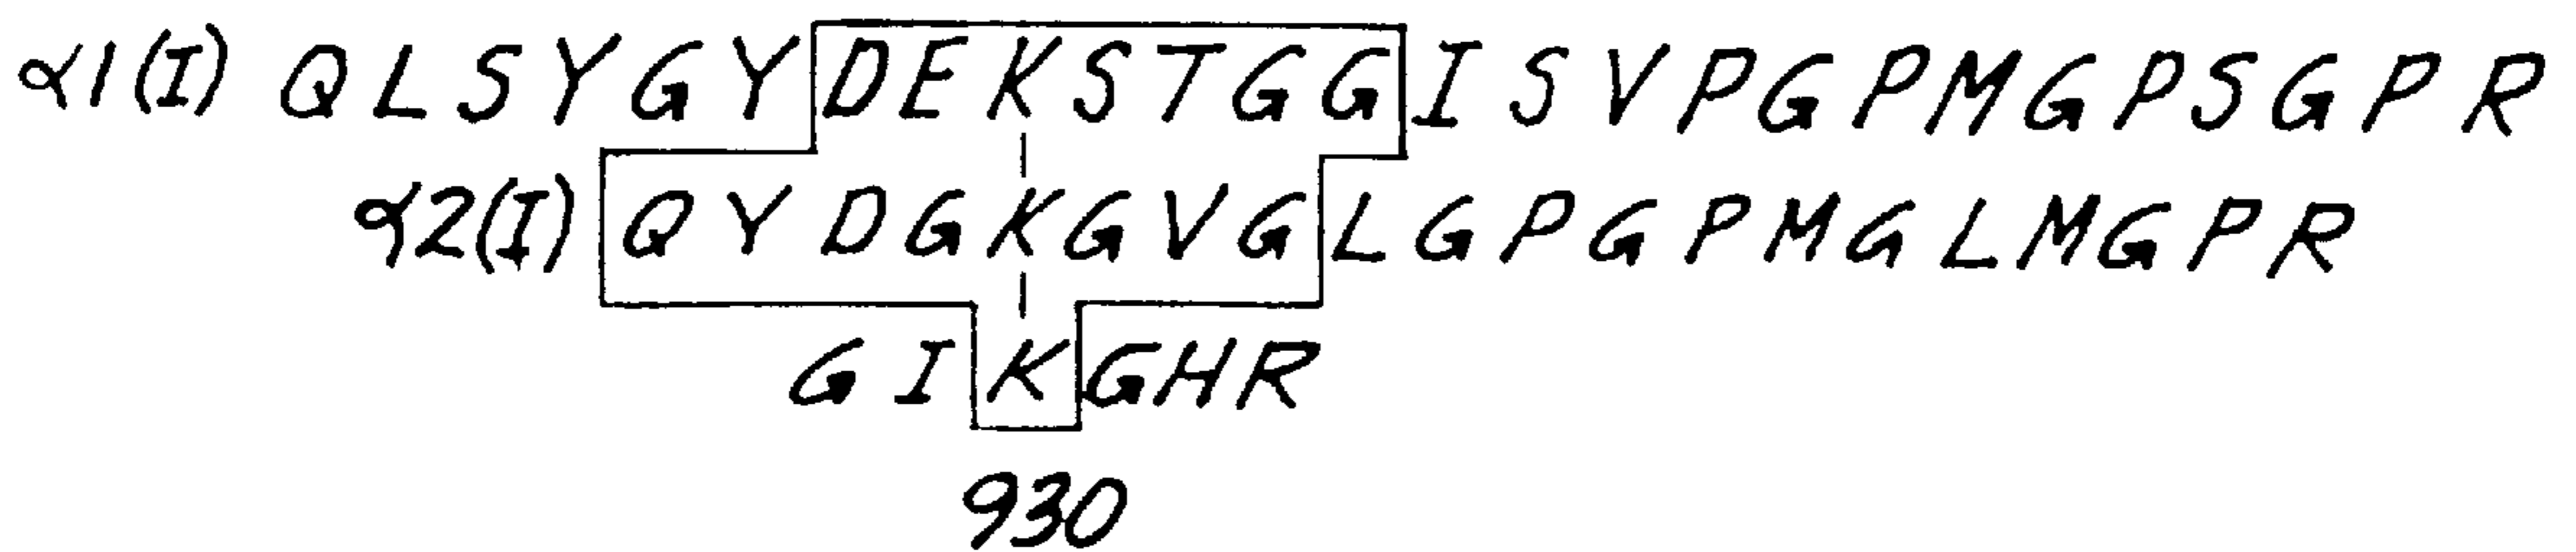 α1(I) QLSYGYDEKSTGGISVPGPMGPSGPR
α2(I) QYDGKGVGLGPGPMGLMGPR
GIKGHR
930